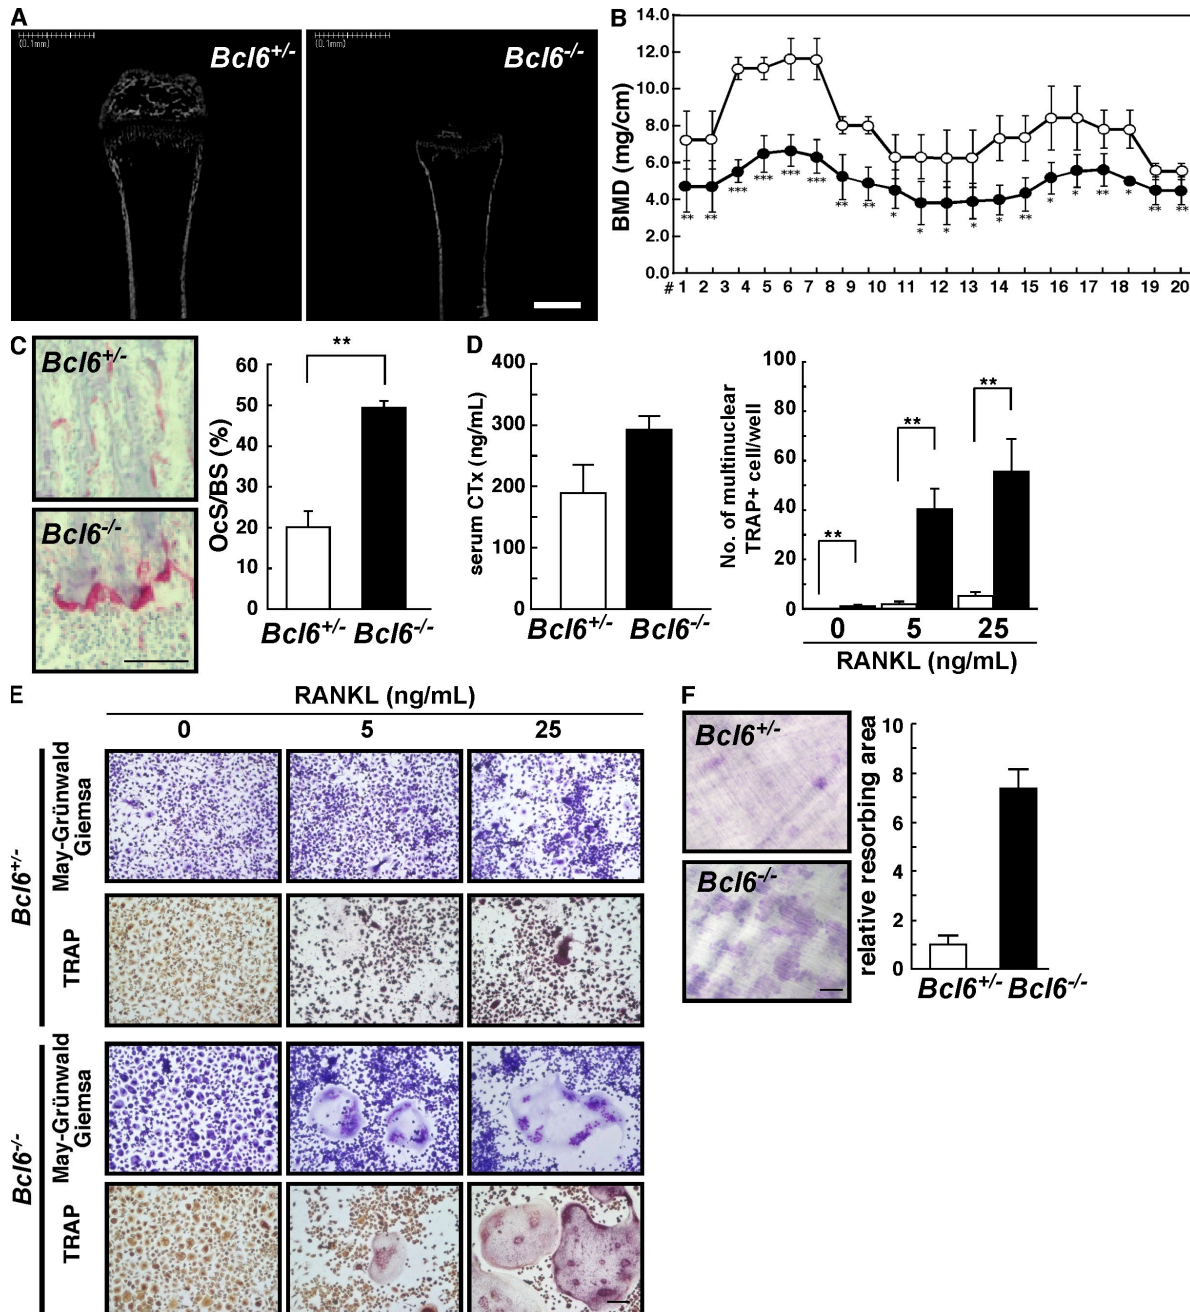 A
(0.1mm)
Bcl6+/-
(0.1mm)
Bcl6-/-
B
BMD (mg/cm)
14.0
12.0
10.0
8.0
6.0
4.0
2.0
0.0
** ** *** *** *** *** ** ** * * * * * ** * * ** * ** **
# 1 2 3 4 5 6 7 8 9 10 11 12 13 14 15 16 17 18 19 20
C
Bcl6+/-
Bcl6-/-
OcS/BS (%)
60
50
40
30
20
10
0
**
Bcl6+/- Bcl6-/-
D
serum CTx (ng/mL)
400
300
200
100
0
Bcl6+/- Bcl6-/-
No. of multinuclear
TRAP+ cell/well
100
80
60
40
20
0
** ** **
0 5 25
RANKL (ng/mL)
E
RANKL (ng/mL)
0 5 25
Bcl6+/-
May-Grünwald
Giemsa
TRAP
Bcl6-/-
May-Grünwald
Giemsa
TRAP
F
Bcl6+/-
Bcl6-/-
relative resorbing area
10
8
6
4
2
0
Bcl6+/- Bcl6-/-